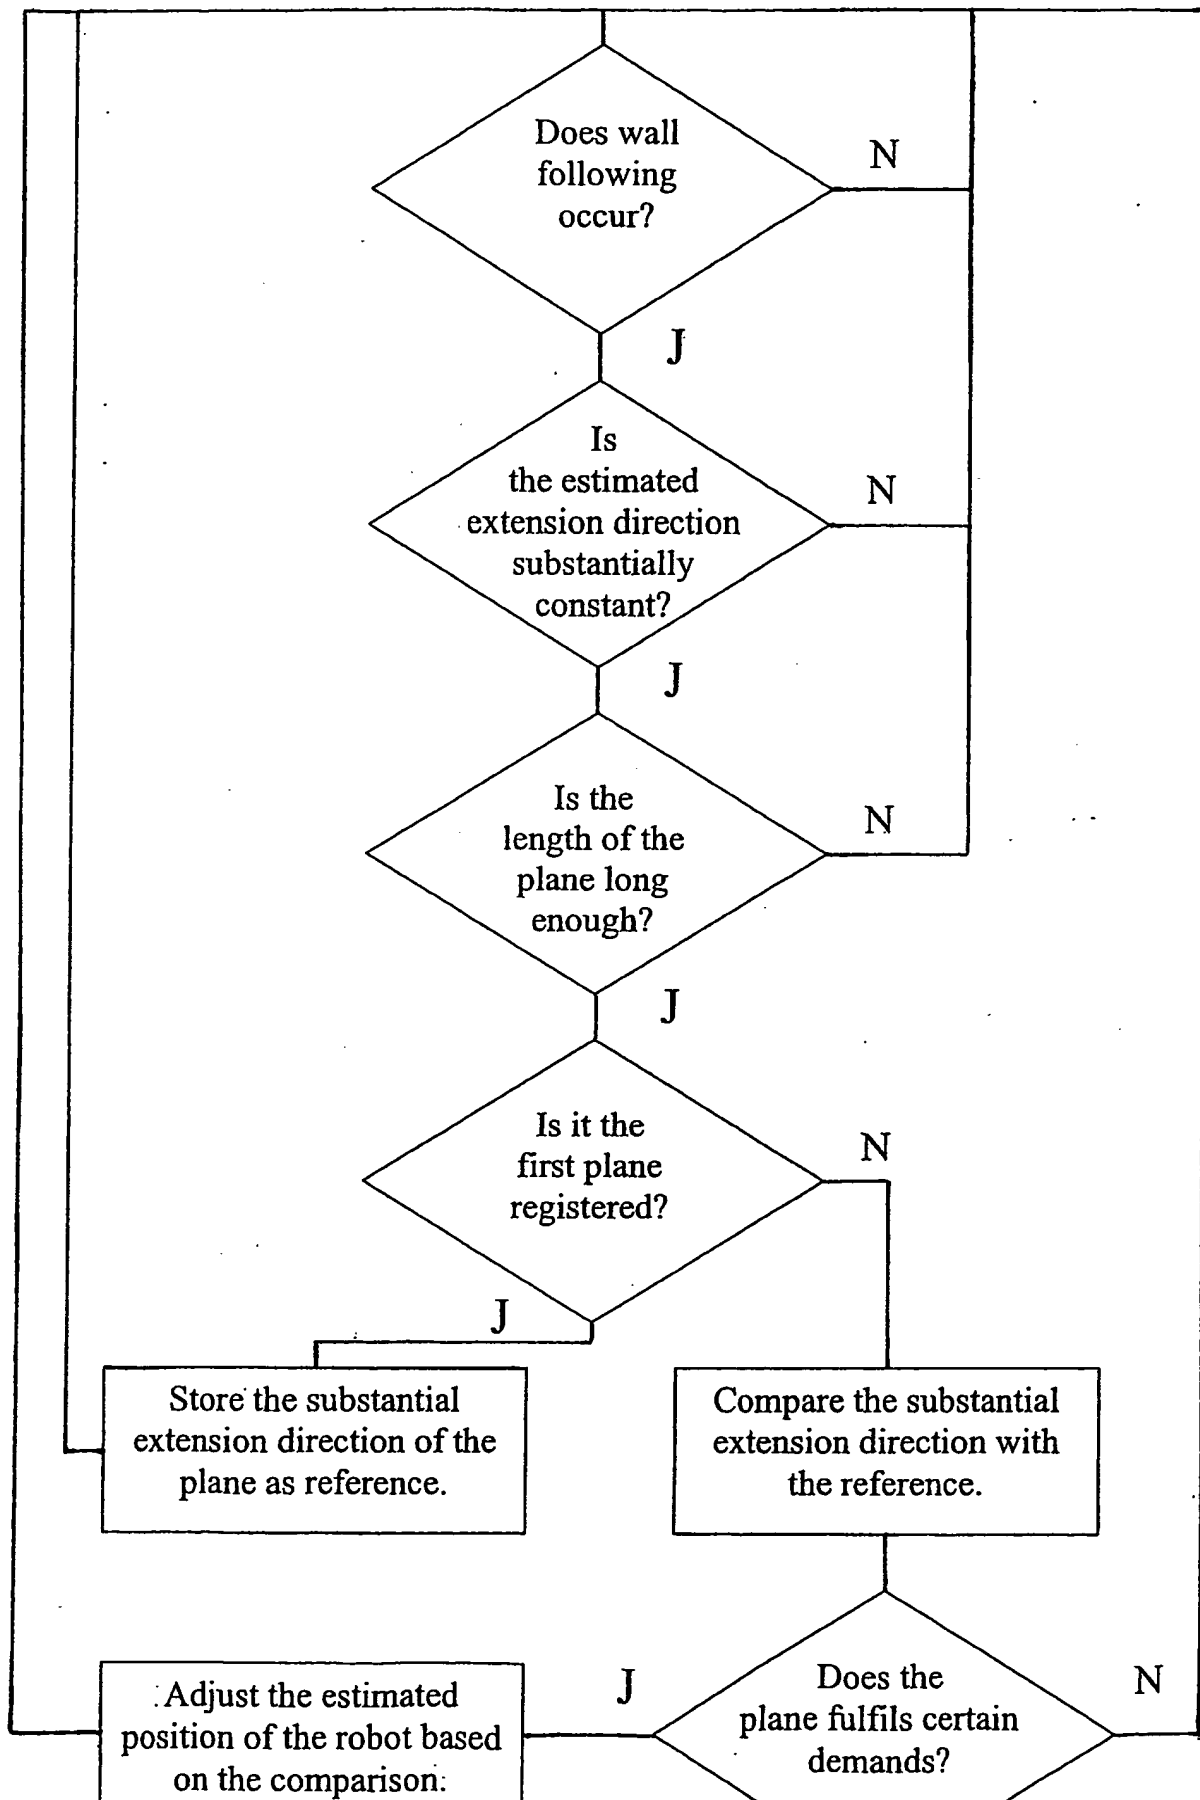 Does wall
following
occur?
N
J
Is
the estimated
extension direction
substantially
constant?
N
J
Is the
length of the
plane long
enough?
N
J
Is it the
first plane
registered?
N
J
Store the substantial
extension direction of the
plane as reference.
Compare the substantial
extension direction with
the reference.
Adjust the estimated
position of the robot based
on the comparison.
J
Does the
plane fulfils certain
demands?
N